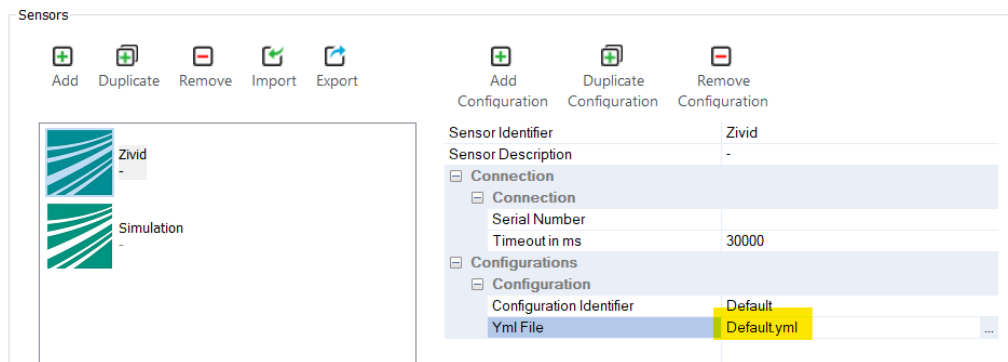 Sensors
Add Duplicate Remove Import Export
Add Configuration Duplicate Configuration Remove Configuration
Zivid
-
Simulation
-
Sensor Identifier Zivid
Sensor Description -
Connection
Connection
Serial Number
Timeout in ms 30000
Configurations
Configuration
Configuration Identifier Default
Yml File Default.yml ...